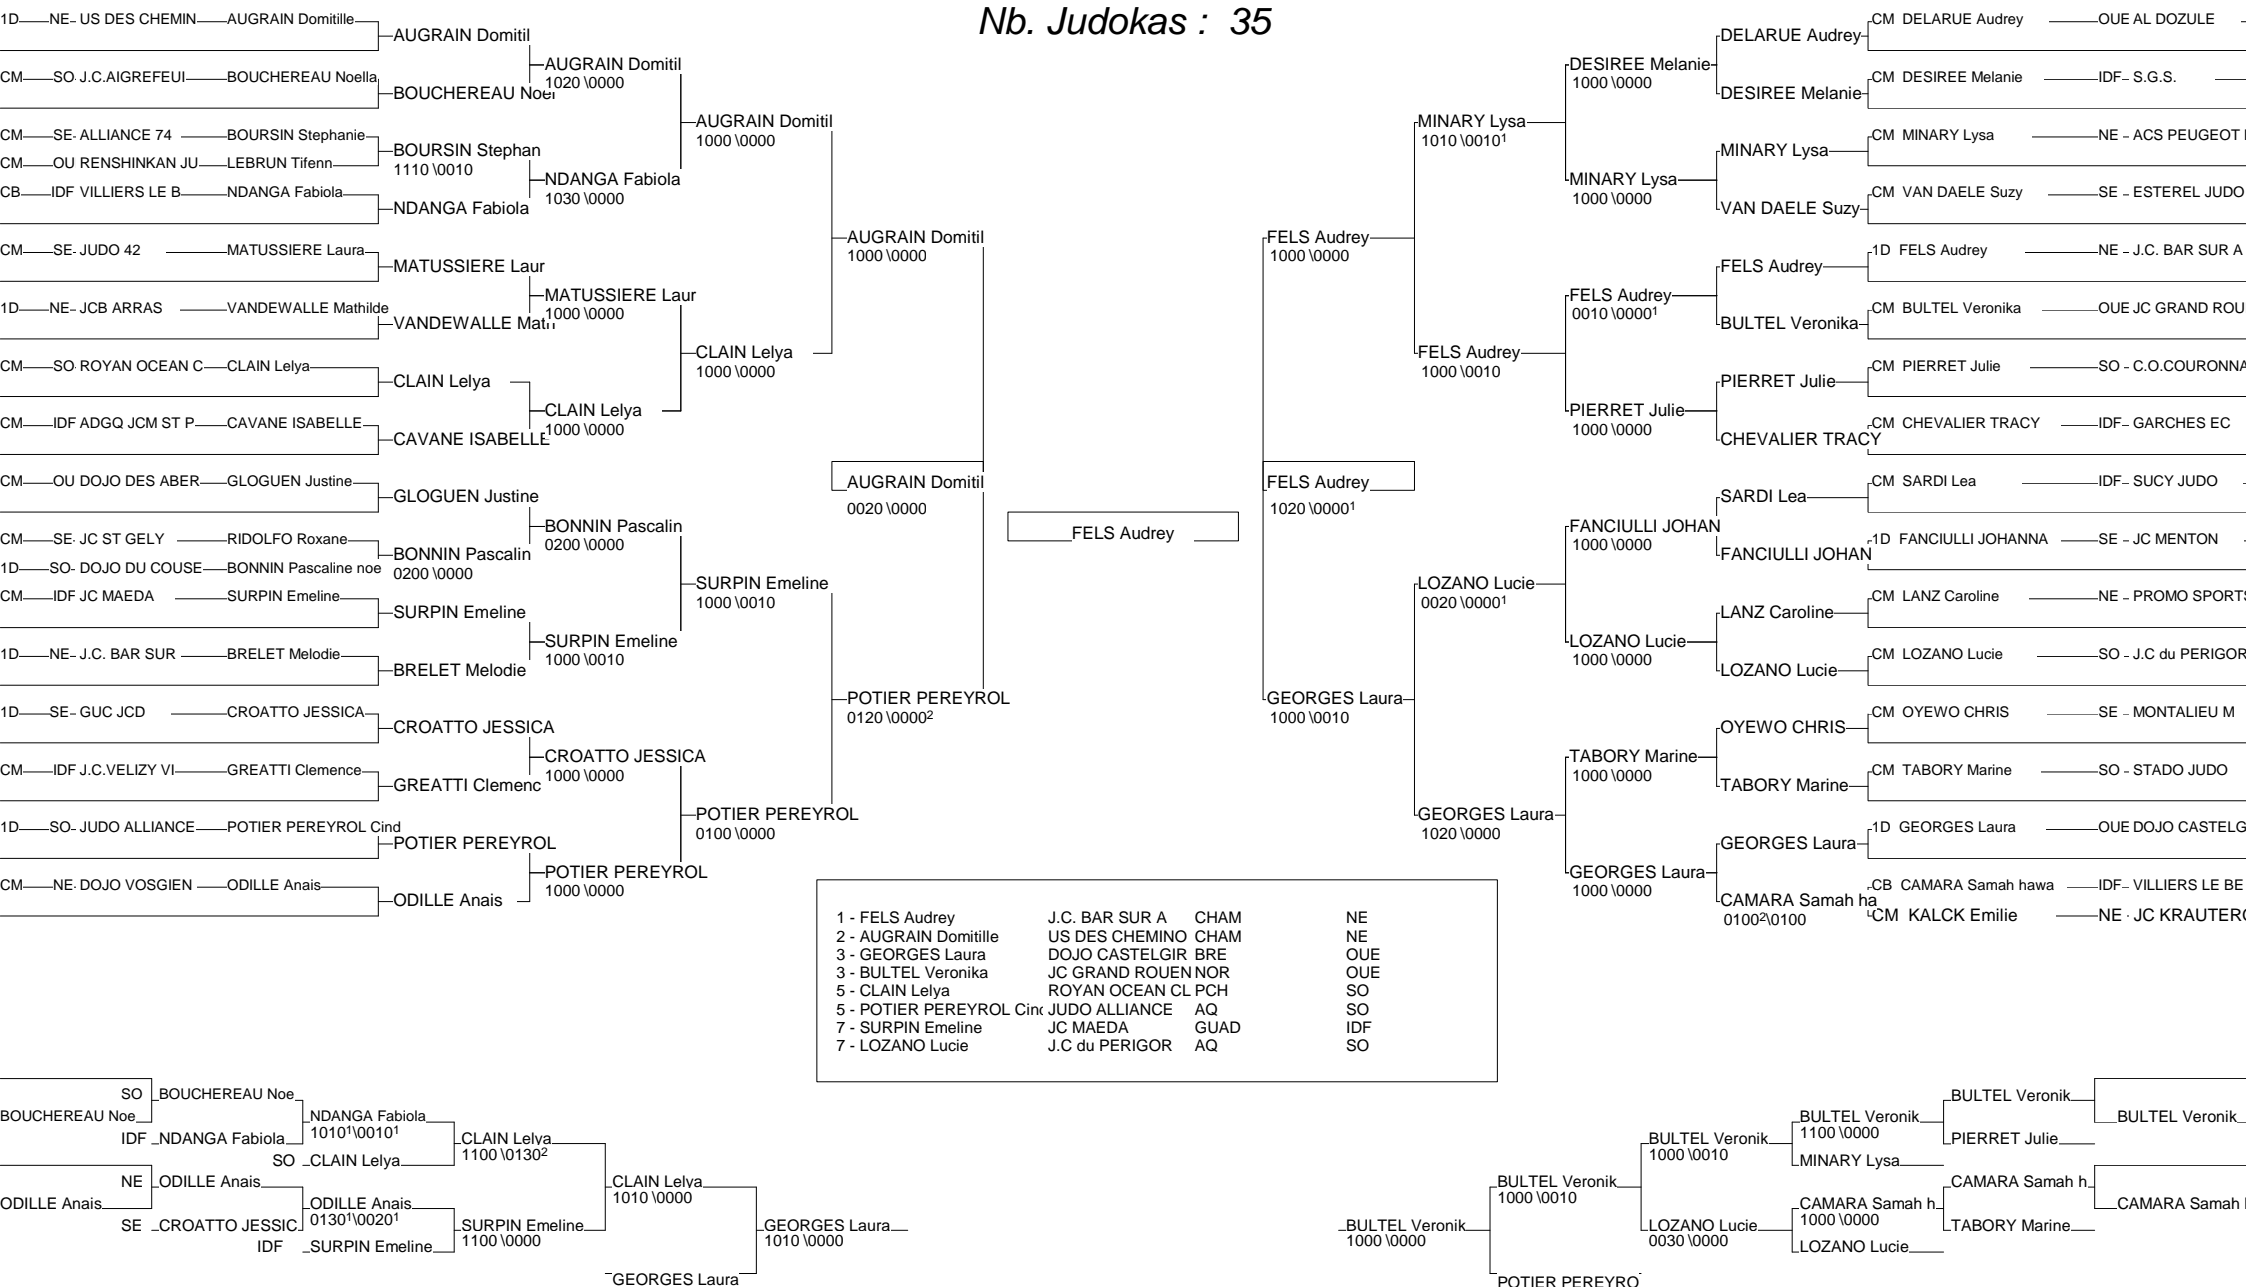 Nb. Judokas : 35
1D NE- US DES CHEMIN AUGRAIN Domitille
CM SO- J.C.AIGREFEUI BOUCHEREAU Noella
CM SE- ALLIANCE 74 BOURSIN Stephanie
CM OU RENSHINKAN JU LEBRUN Tifenn
CB IDF VILLIERS LE B NDANGA Fabiola
CM SE- JUDO 42 MATUSSIERE Laura
1D NE- JCB ARRAS VANDEWALLE Mathilde
CM SO- ROYAN OCEAN C CLAIN Lelya
CM IDF ADGQ JCM ST P CAVANE ISABELLE
CM OU DOJO DES ABER GLOGUEN Justine
CM SE- JC ST GELY RIDOLFO Roxane
1D SO- DOJO DU COUSE BONNIN Pascaline noe
CM IDF JC MAEDA SURPIN Emeline
1D NE- J.C. BAR SUR BRELET Melodie
1D SE- GUC JCD CROATTO JESSICA
CM IDF J.C.VELIZY VI GREATTI Clemence
1D SO- JUDO ALLIANCE POTIER PEREYROL Cind
CM NE- DOJO VOSGIEN ODILLE Anais
AUGRAIN Domitil
BOUCHEREAU Noel
BOURSIN Stephan
1110 \0010
NDANGA Fabiola
MATUSSIERE Laur
VANDEWALLE Math
CLAIN Lelya
CAVANE ISABELLE
GLOGUEN Justine
BONNIN Pascalin
0200 \0000
SURPIN Emeline
BRELET Melodie
CROATTO JESSICA
GREATTI Clemenc
POTIER PEREYROL
ODILLE Anais
AUGRAIN Domitil
1020 \0000
NDANGA Fabiola
1030 \0000
MATUSSIERE Laur
1000 \0000
CLAIN Lelya
1000 \0000
BONNIN Pascalin
0200 \0000
SURPIN Emeline
1000 \0010
CROATTO JESSICA
1000 \0000
POTIER PEREYROL
1000 \0000
AUGRAIN Domitil
1000 \0000
CLAIN Lelya
1000 \0000
SURPIN Emeline
1000 \0010
POTIER PEREYROL
0100 \0000
AUGRAIN Domitil
1000 \0000
POTIER PEREYROL
0120 \0000²
AUGRAIN Domitil
0020 \0000
FELS Audrey
FELS Audrey
1020 \0000¹
FELS Audrey
1000 \0000
GEORGES Laura
1000 \0010
MINARY Lysa
1010 \0010¹
FELS Audrey
1000 \0010
LOZANO Lucie
0020 \0000¹
GEORGES Laura
1020 \0000
DESIREE Melanie
1000 \0000
MINARY Lysa
1000 \0000
FELS Audrey
0010 \0000¹
PIERRET Julie
1000 \0000
FANCIULLI JOHAN
1000 \0000
LOZANO Lucie
1000 \0000
TABORY Marine
1000 \0000
GEORGES Laura
1000 \0000
DELARUE Audrey
DESIREE Melanie
MINARY Lysa
VAN DAELE Suzy
FELS Audrey
BULTEL Veronika
PIERRET Julie
CHEVALIER TRACY
SARDI Lea
FANCIULLI JOHAN
LANZ Caroline
LOZANO Lucie
OYEWO CHRIS
TABORY Marine
GEORGES Laura
CAMARA Samah ha
0100²\0100
CM DELARUE Audrey OUE AL DOZULE
CM DESIREE Melanie IDF- S.G.S.
CM MINARY Lysa NE - ACS PEUGEOT
CM VAN DAELE Suzy SE - ESTEREL JUDO
1D FELS Audrey NE - J.C. BAR SUR A
CM BULTEL Veronika OUE JC GRAND ROU
CM PIERRET Julie SO - C.O.COURONNA
CM CHEVALIER TRACY IDF- GARCHES EC
CM SARDI Lea IDF- SUCY JUDO
1D FANCIULLI JOHANNA SE - JC MENTON
CM LANZ Caroline NE - PROMO SPORTS
CM LOZANO Lucie SO - J.C du PERIGOR
CM OYEWO CHRIS SE - MONTALIEU M
CM TABORY Marine SO - STADO JUDO
1D GEORGES Laura OUE DOJO CASTELG
CB CAMARA Samah hawa IDF- VILLIERS LE BE
CM KALCK Emilie NE - JC KRAUTERG
1 - FELS Audrey J.C. BAR SUR A CHAM NE
2 - AUGRAIN Domitille US DES CHEMINO CHAM NE
3 - GEORGES Laura DOJO CASTELGIR BRE OUE
3 - BULTEL Veronika JC GRAND ROUEN NOR OUE
5 - CLAIN Lelya ROYAN OCEAN CL PCH SO
5 - POTIER PEREYROL Cinc JUDO ALLIANCE AQ SO
7 - SURPIN Emeline JC MAEDA GUAD IDF
7 - LOZANO Lucie J.C du PERIGOR AQ SO
SO BOUCHEREAU Noe
BOUCHEREAU Noe
IDF NDANGA Fabiola
NDANGA Fabiola
1010¹\0010¹
SO CLAIN Lelya
CLAIN Lelya
1100 \0130²
NE ODILLE Anais
ODILLE Anais
SE CROATTO JESSIC
ODILLE Anais
0130¹\0020¹
IDF SURPIN Emeline
SURPIN Emeline
1100 \0000
CLAIN Lelya
1010 \0000
GEORGES Laura
GEORGES Laura
1010 \0000
BULTEL Veronik
1000 \0000
BULTEL Veronik
1000 \0010
POTIER PEREYRO
BULTEL Veronik
1000 \0010
LOZANO Lucie
0030 \0000
BULTEL Veronik
1100 \0000
MINARY Lysa
CAMARA Samah h
1000 \0000
LOZANO Lucie
BULTEL Veronik
PIERRET Julie
CAMARA Samah h
TABORY Marine
BULTEL Veronik
CAMARA Samah